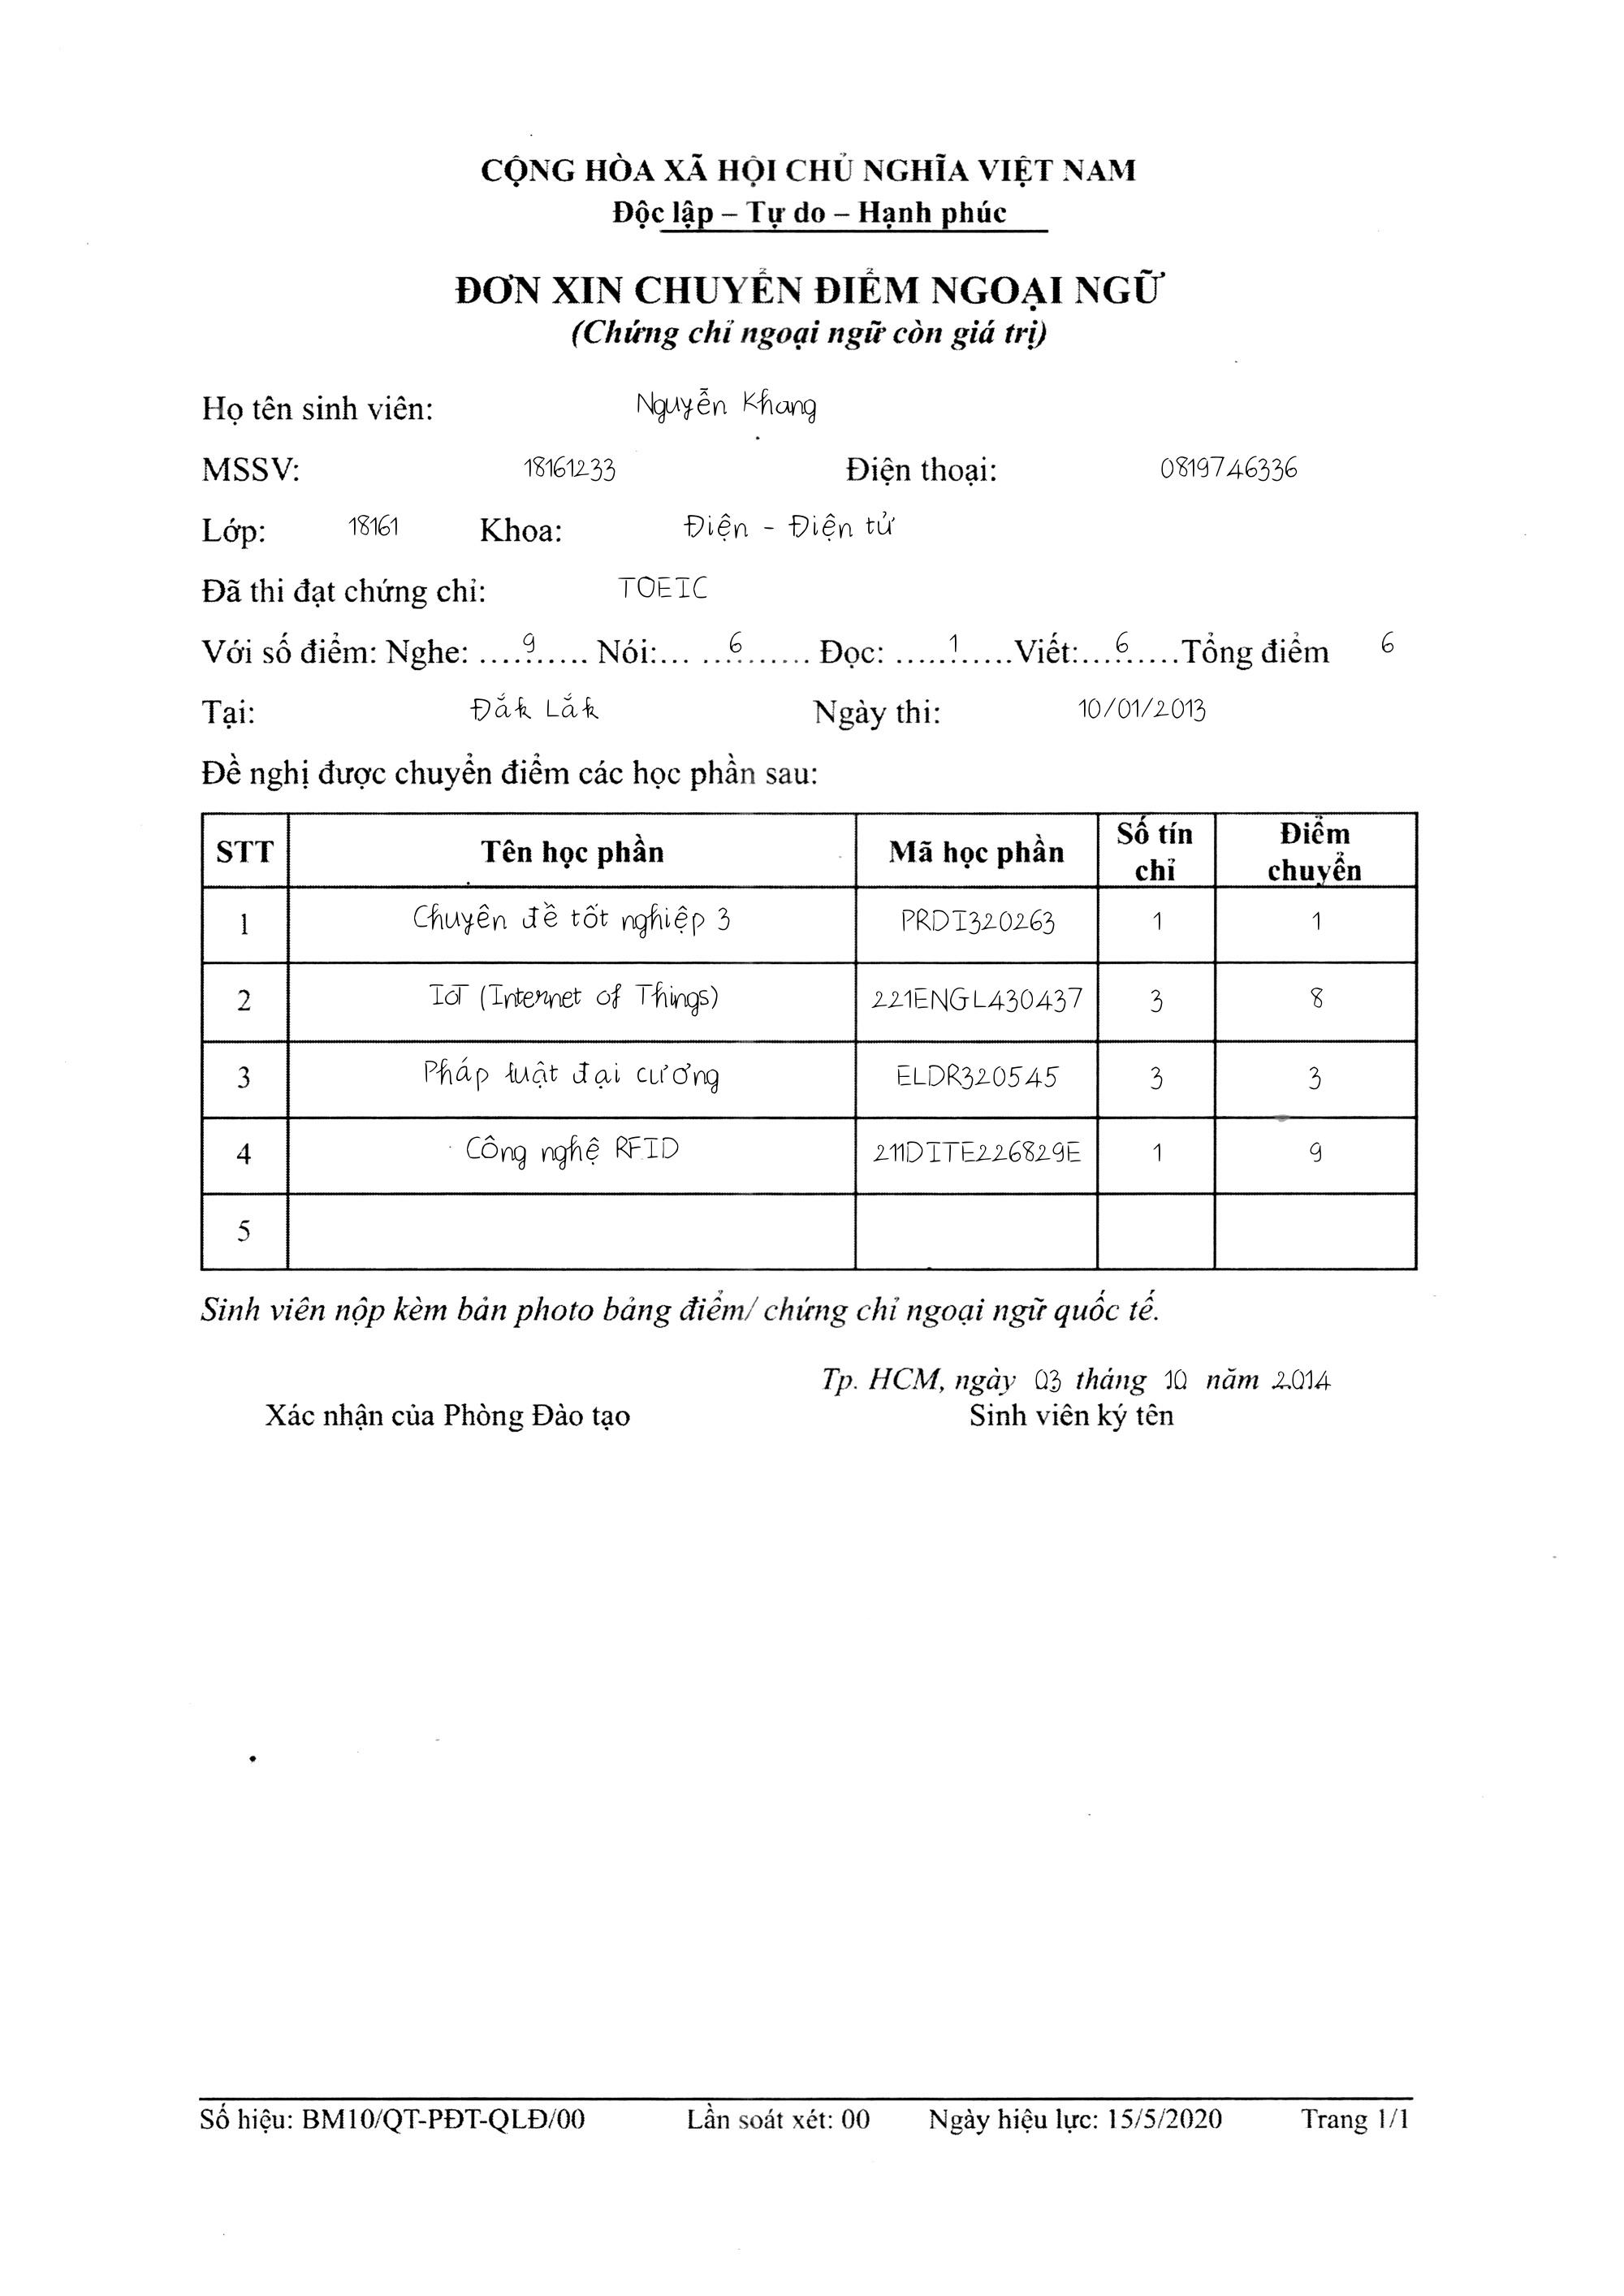 CỘNG HÒA XÃ HỘI CHỦ NGHĨA VIỆT NAM
Độc lập – Tự do – Hạnh phúc
ĐƠN XIN CHUYỂN ĐIỂM NGOẠI NGỮ
(Chứng chỉ ngoại ngữ còn giá trị)
Họ tên sinh viên: Nguyễn Khang
MSSV: 18161233 Điện thoại: 0819746336
Lớp: 18161 Khoa: Điện - Điện tử
Đã thi đạt chứng chỉ: TOEIC
Với số điểm: Nghe: ....9...... Nói:... ...6....... Đọc: .....1.....Viết:...6.....Tổng điểm 6
Tại: Đắk Lắk Ngày thi: 10/01/2013
Đề nghị được chuyển điểm các học phần sau:
STT Tên học phần Mã học phần Số tín chỉ Điểm chuyển
1 Chuyên đề tốt nghiệp 3 PRDI320263 1 1
2 IoT (Internet of Things) 221ENGL430437 3 8
3 Pháp luật đại cương ELDR320545 3 3
4 Công nghệ RFID 211DITE226829E 1 9
5
Sinh viên nộp kèm bản photo bảng điểm/ chứng chỉ ngoại ngữ quốc tế.
Tp. HCM, ngày 03 tháng 10 năm 2014
Xác nhận của Phòng Đào tạo Sinh viên ký tên
Số hiệu: BM10/QT-PĐT-QLĐ/00 Lần soát xét: 00 Ngày hiệu lực: 15/5/2020 Trang 1/1